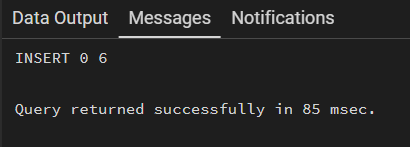 Data Output Messages Notifications
INSERT 0 6
Query returned successfully in 85 msec.